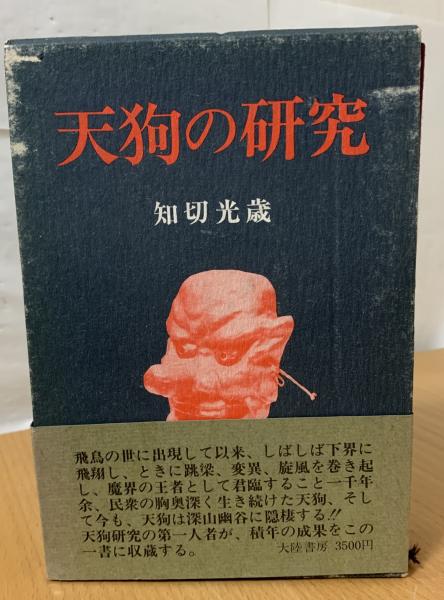 天狗の研究
知切光歳
飛鳥の世に出現して以来、しばしば下界に
飛翔し、ときに跳梁、変異、旋風を巻き起
し、魔界の王者として君臨すること一千年
余、民衆の胸奥深く生き続けた天狗、そし
て今も、天狗は深山幽谷に隠棲する!!
天狗研究の第一人者が、積年の成果をこの
一書に収蔵する。 大陸書房 3500円